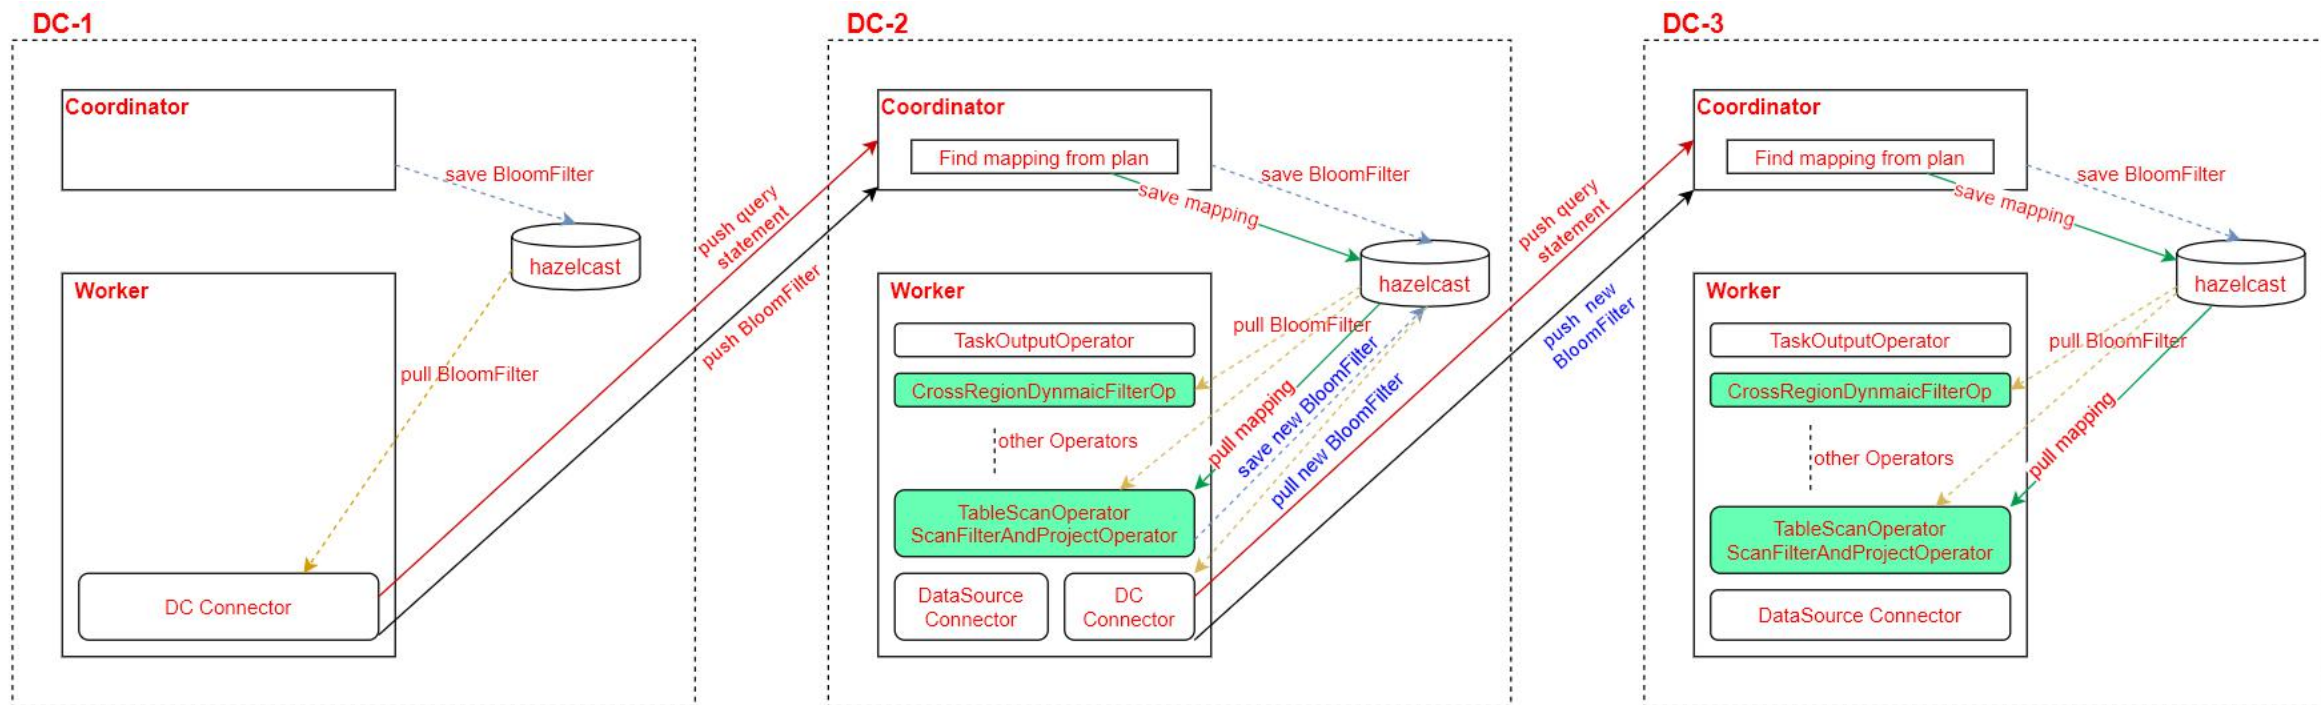 DC-1
Coordinator
save BloomFilter
hazelcast
Worker
pull BloomFilter
DC Connector
push query
statement
push BloomFilter
DC-2
Coordinator
Find mapping from plan
save BloomFilter
save mapping
hazelcast
Worker
TaskOutputOperator
pull BloomFilter
CrossRegionDynmaicFilterOp
other Operators
pull mapping
save new BloomFilter
pull new BloomFilter
TableScanOperator
ScanFilterAndProjectOperator
DataSource
Connector
DC
Connector
push query
statement
push new
BloomFilter
DC-3
Coordinator
Find mapping from plan
save BloomFilter
save mapping
hazelcast
Worker
TaskOutputOperator
pull BloomFilter
CrossRegionDynmaicFilterOp
other Operators
pull mapping
TableScanOperator
ScanFilterAndProjectOperator
DataSource Connector